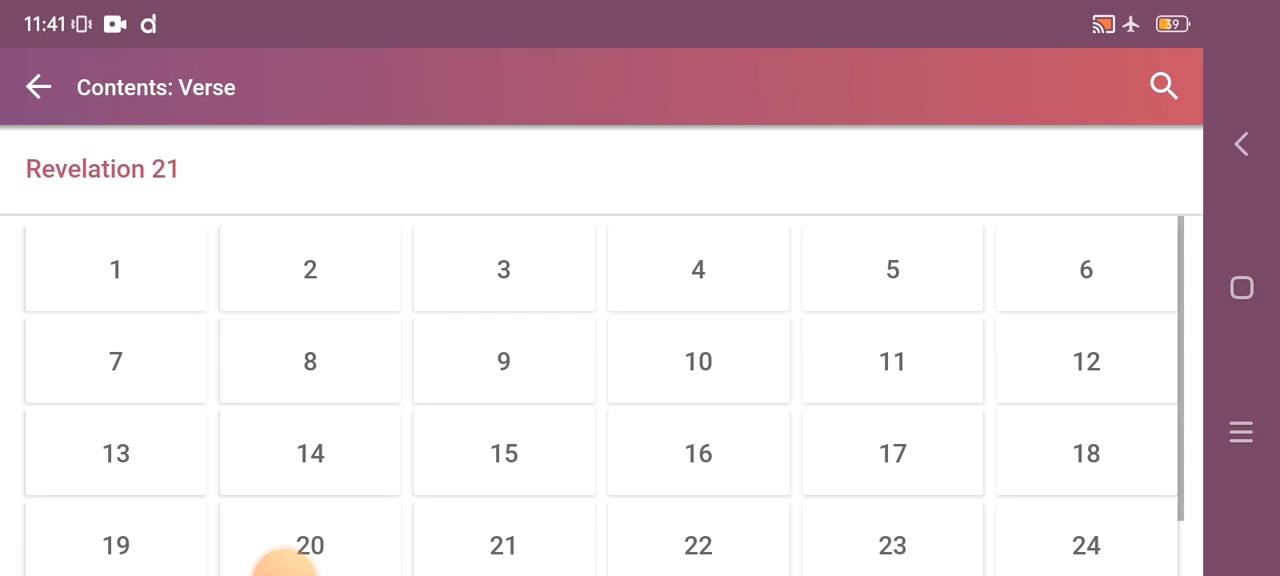 11:41 39
Contents: Verse
Revelation 21
1 2 3 4 5 6
7 8 9 10 11 12
13 14 15 16 17 18
19 20 21 22 23 24